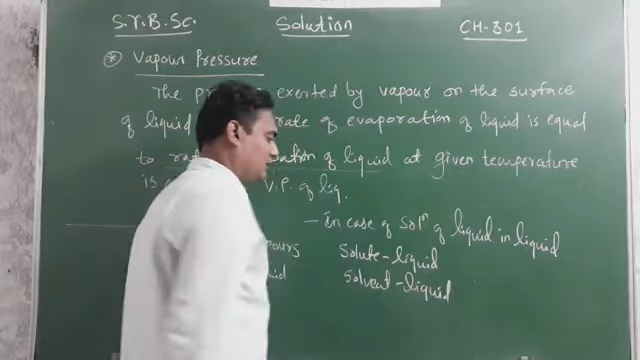 S.Y.B.Sc. Solution CH-301
* Vapour Pressure
The exerted by vapour on the surface
of liquid rate of evaporation of liquid is equal
to of liquid at given temperature
is V.P. of liq.
- In case of solⁿ of liquid in liquid
Solute - liquid
Solvent - liquid